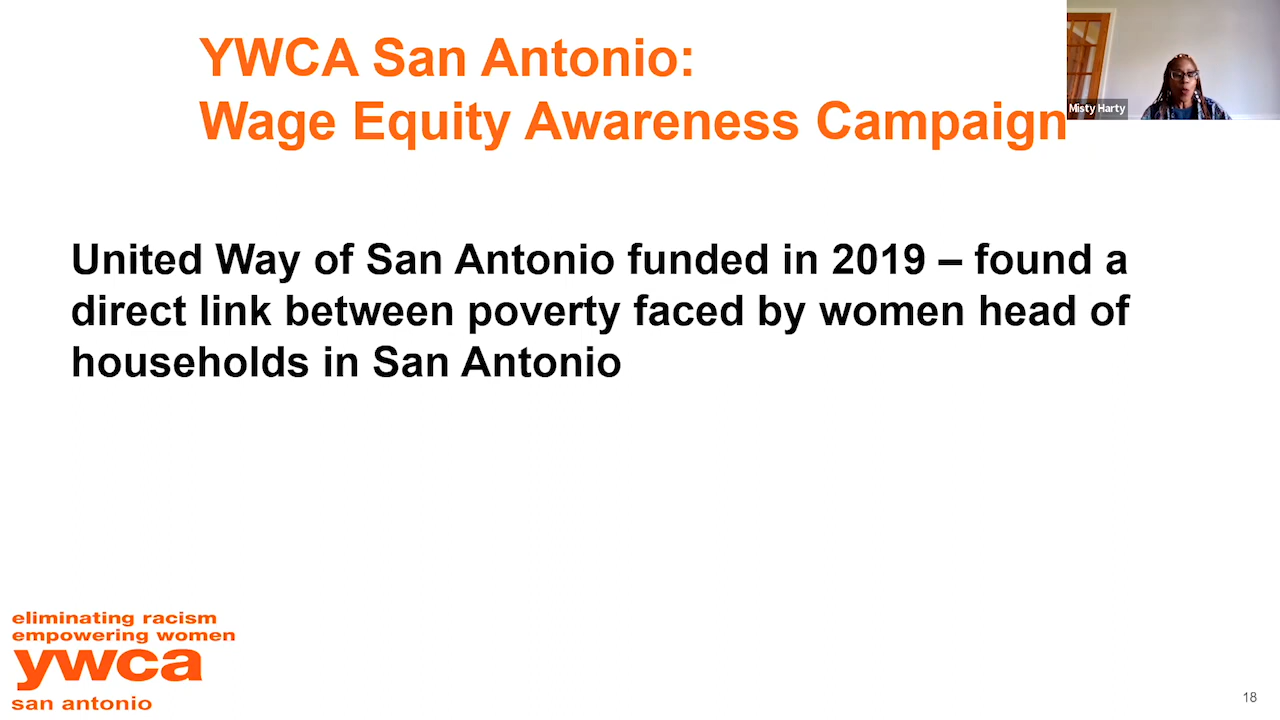 YWCA San Antonio:
Wage Equity Awareness Campaign
Misty Harty
United Way of San Antonio funded in 2019 – found a
direct link between poverty faced by women head of
households in San Antonio
eliminating racism
empowering women
ywca
san antonio
18